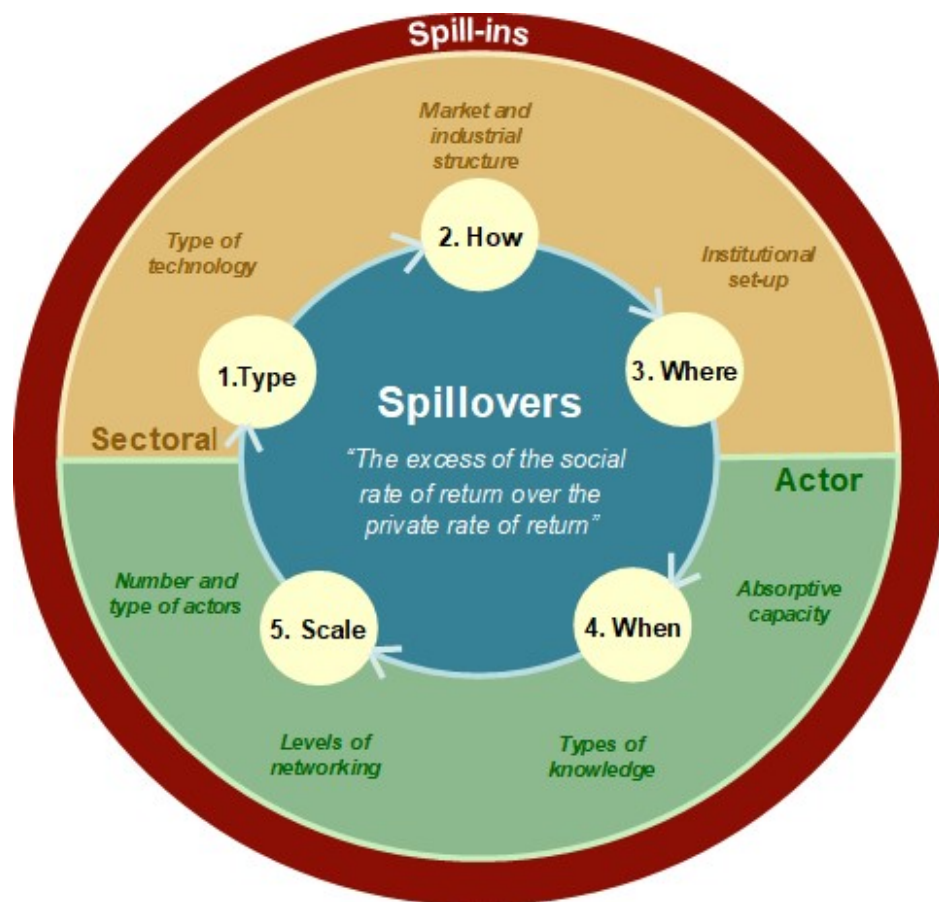 Spill-ins
Market and
industrial
structure
Type of
technology
2. How
Institutional
set-up
1.Type
3. Where
Spillovers
"The excess of the social
rate of return over the
private rate of return"
Sectoral
Actor
Number and
type of actors
Absorptive
capacity
5. Scale
4. When
Levels of
networking
Types of
knowledge